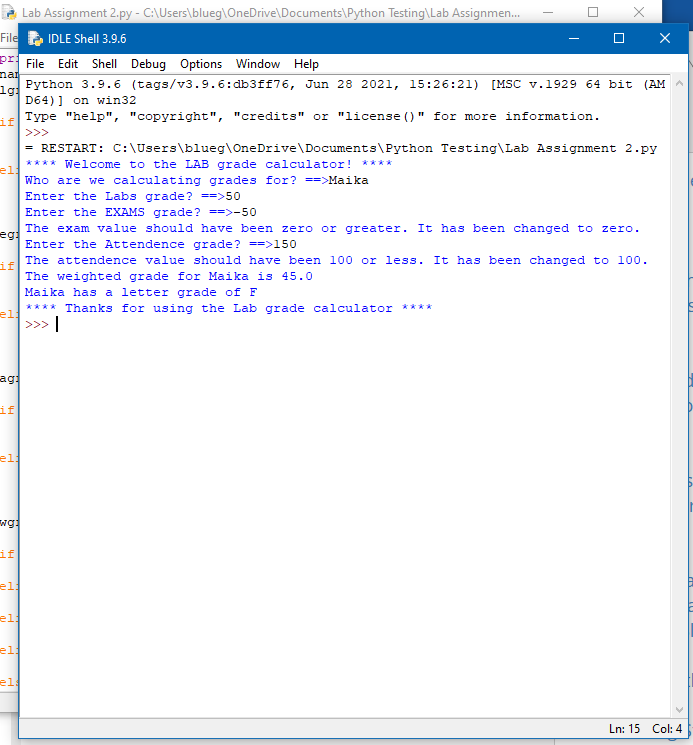 Lab Assignment 2.py - C:\Users\blueg\OneDrive\Documents\Python Testing\Lab Assignmen...
File
IDLE Shell 3.9.6
File Edit Shell Debug Options Window Help
Python 3.9.6 (tags/v3.9.6:db3ff76, Jun 28 2021, 15:26:21) [MSC v.1929 64 bit (AM
D64)] on win32
Type "help", "copyright", "credits" or "license()" for more information.
>>>
= RESTART: C:\Users\blueg\OneDrive\Documents\Python Testing\Lab Assignment 2.py
**** Welcome to the LAB grade calculator! ****
Who are we calculating grades for? ==>Maika
Enter the Labs grade? ==>50
Enter the EXAMS grade? ==>-50
The exam value should have been zero or greater. It has been changed to zero.
Enter the Attendence grade? ==>150
The attendence value should have been 100 or less. It has been changed to 100.
The weighted grade for Maika is 45.0
Maika has a letter grade of F
**** Thanks for using the Lab grade calculator ****
>>>
Ln: 15 Col: 4